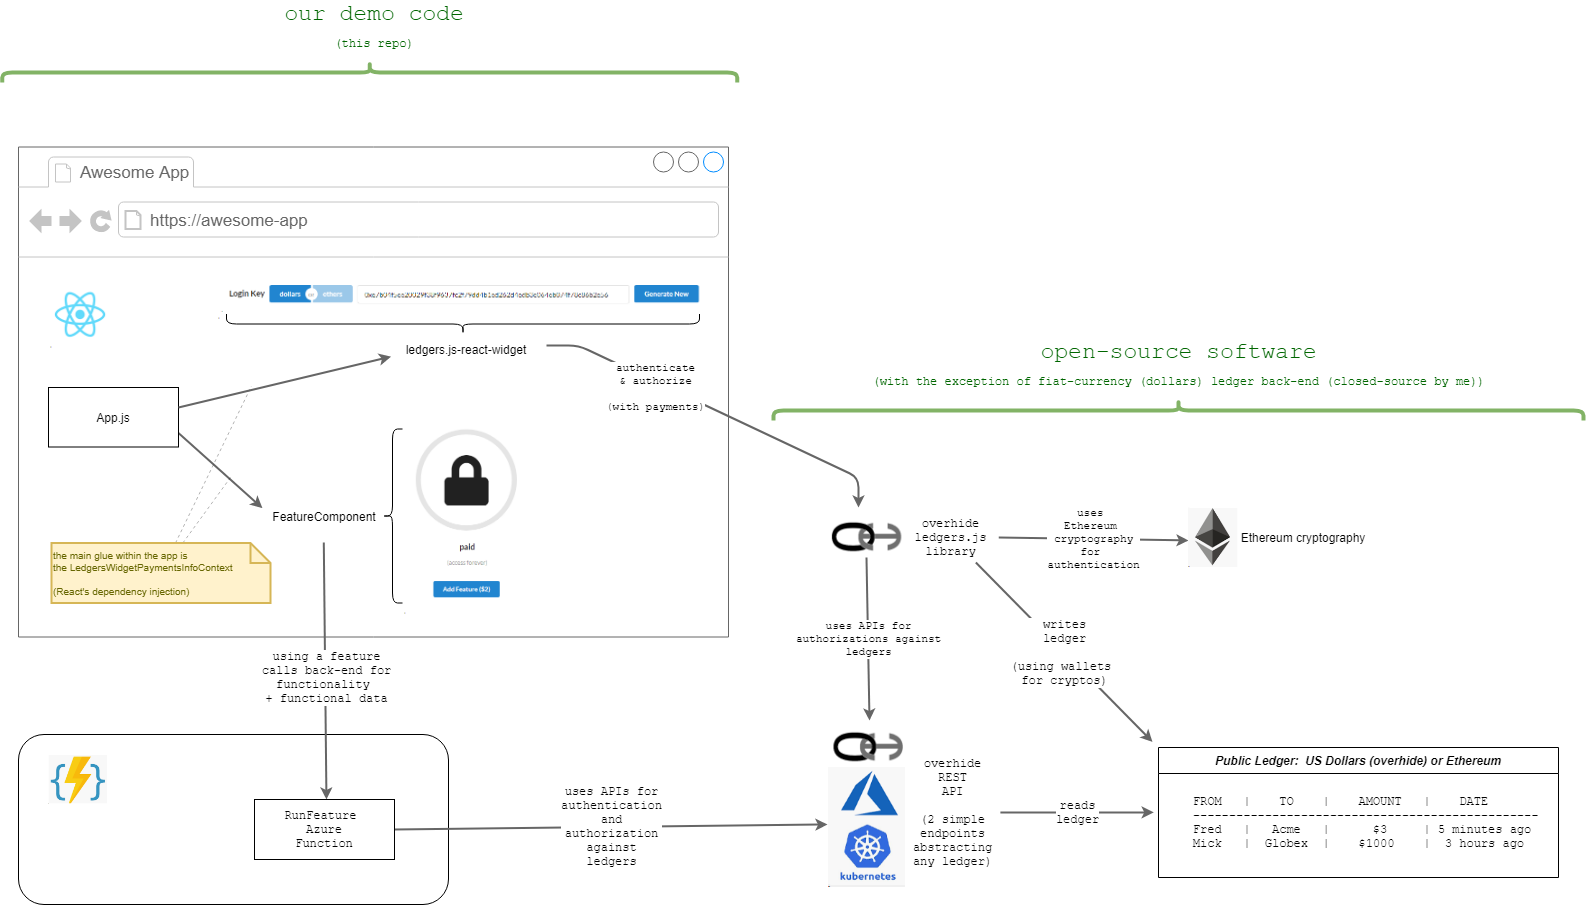 our demo code
(this repo)
Awesome App
https://awesome-app
Login Key
dollars
or
ethers
Generate New
ledgers.js-react-widget
authenticate
& authorize
(with payments)
App.js
FeatureComponent
paid
(access forever)
Add Feature ($2)
the main glue within the app is
the LedgersWidgetPaymentsInfoContext
(React's dependency injection)
using a feature
calls back-end for
functionality
+ functional data
RunFeature
Azure
Function
uses APIs for
authentication
and
authorization
against
ledgers
open-source software
(with the exception of fiat-currency (dollars) ledger back-end (closed-source by me))
overhide
ledgers.js
library
uses
Ethereum
cryptography
for
authentication
Ethereum cryptography
uses APIs for
authorizations against
ledgers
writes
ledger
(using wallets
for cryptos)
overhide
REST
API
(2 simple
endpoints
abstracting
any ledger)
kubernetes
reads
ledger
Public Ledger: US Dollars (overhide) or Ethereum
FROM | TO | AMOUNT | DATE
------------------------------------------------
Fred | Acme | $3 | 5 minutes ago
Mick | Globex | $1000 | 3 hours ago